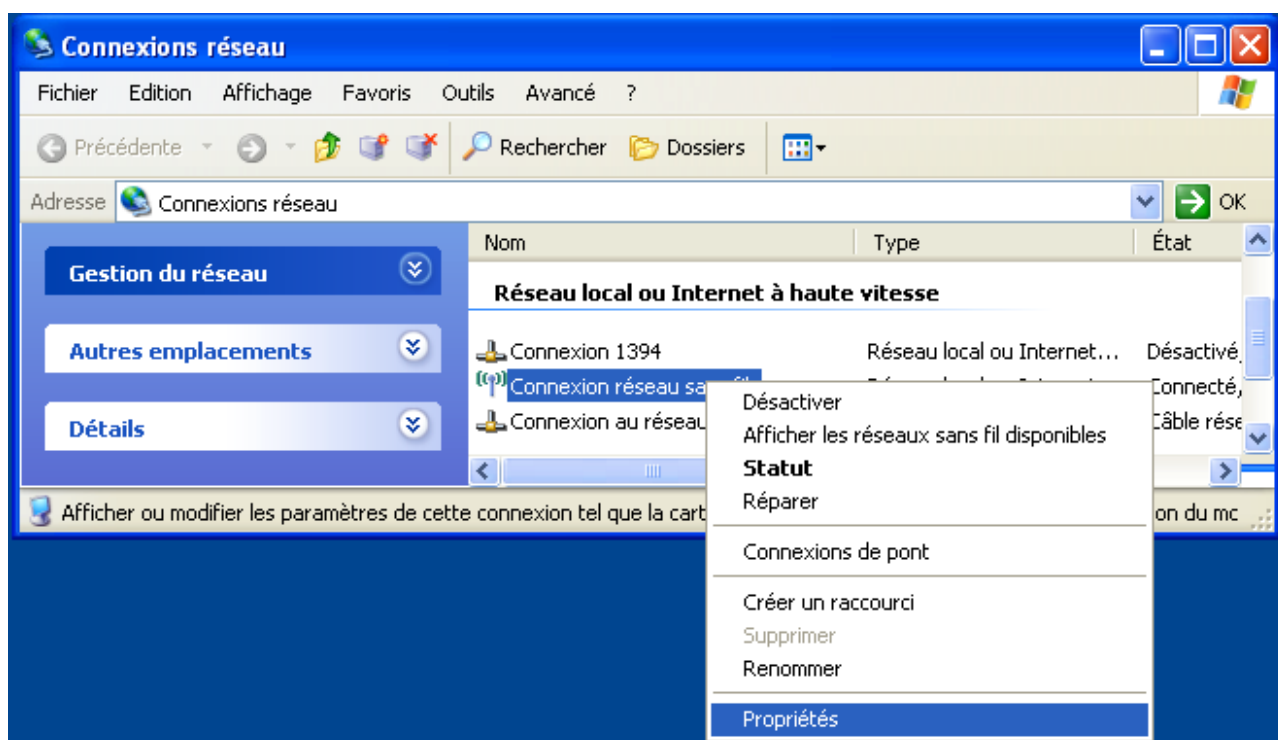 Connexions réseau
Fichier Edition Affichage Favoris Outils Avancé ?
Précédente Rechercher Dossiers
Adresse Connexions réseau OK
Gestion du réseau
Autres emplacements
Détails
Nom Type État
Réseau local ou Internet à haute vitesse
Connexion 1394 Réseau local ou Internet... Désactivé,
Connexion réseau sans fil Connecté,
Connexion au réseau Câble rése
Désactiver
Afficher les réseaux sans fil disponibles
Statut
Réparer
Connexions de pont
Créer un raccourci
Supprimer
Renommer
Propriétés
Afficher ou modifier les paramètres de cette connexion tel que la cart on du mc